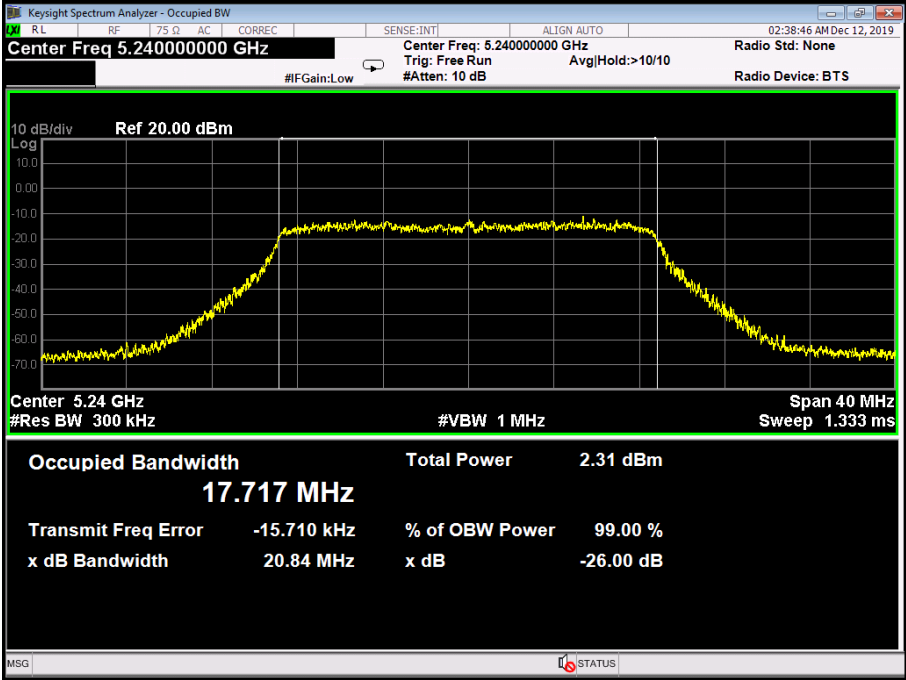 Keysight Spectrum Analyzer - Occupied BW
LXI RL RF 75 Ω AC CORREC SENSE:INT ALIGN AUTO 02:38:46 AM Dec 12, 2019
Center Freq 5.240000000 GHz Center Freq: 5.240000000 GHz Radio Std: None
Trig: Free Run Avg|Hold:>10/10
#IFGain:Low #Atten: 10 dB Radio Device: BTS
10 dB/div Ref 20.00 dBm
Log
10.0
0.00
-10.0
-20.0
-30.0
-40.0
-50.0
-60.0
-70.0
Center 5.24 GHz Span 40 MHz
#Res BW 300 kHz #VBW 1 MHz Sweep 1.333 ms
Occupied Bandwidth Total Power 2.31 dBm
17.717 MHz
Transmit Freq Error -15.710 kHz % of OBW Power 99.00 %
x dB Bandwidth 20.84 MHz x dB -26.00 dB
MSG STATUS